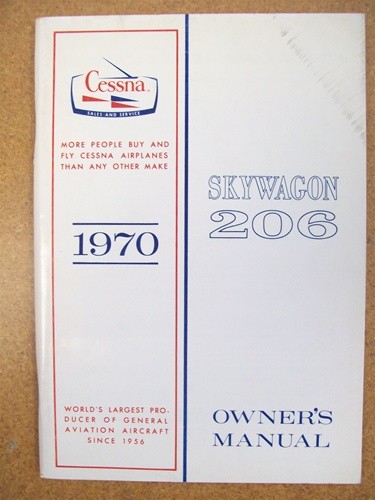 Cessna
SALES AND SERVICE
MORE PEOPLE BUY AND
FLY CESSNA AIRPLANES
THAN ANY OTHER MAKE
1970
WORLD'S LARGEST PRO-
DUCER OF GENERAL
AVIATION AIRCRAFT
SINCE 1956
SKYWAGON
206
OWNER'S
MANUAL